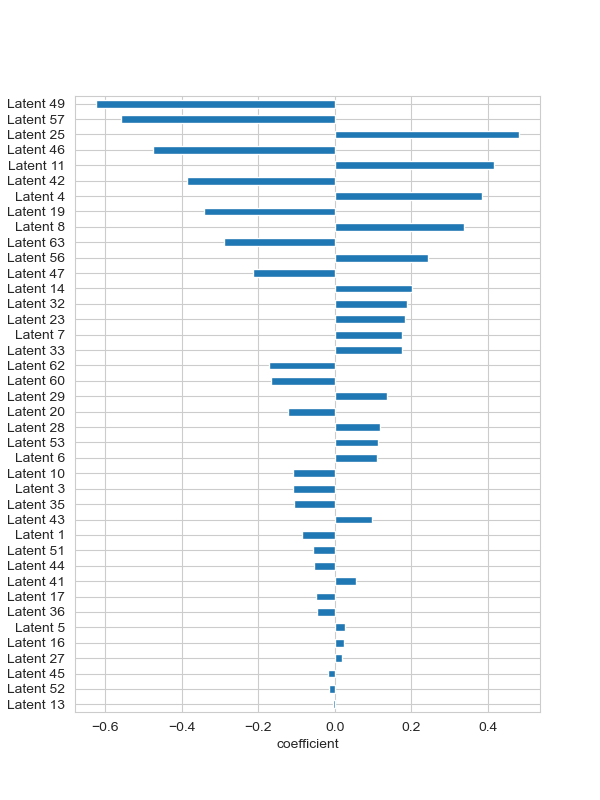 Latent 49
Latent 57
Latent 25
Latent 46
Latent 11
Latent 42
Latent 4
Latent 19
Latent 8
Latent 63
Latent 56
Latent 47
Latent 14
Latent 32
Latent 23
Latent 7
Latent 33
Latent 62
Latent 60
Latent 29
Latent 20
Latent 28
Latent 53
Latent 6
Latent 10
Latent 3
Latent 35
Latent 43
Latent 1
Latent 51
Latent 44
Latent 41
Latent 17
Latent 36
Latent 5
Latent 16
Latent 27
Latent 45
Latent 52
Latent 13
−0.6 −0.4 −0.2 0.0 0.2 0.4
coefficient